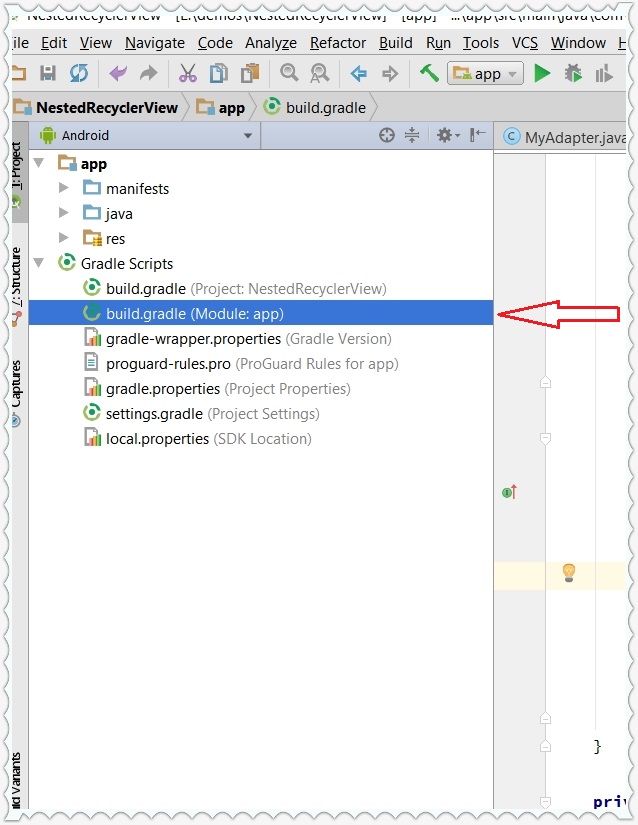 NestedRecyclerView - [E:\demos\NestedRecyclerView] - [app] - ...\app\src\main\java\com
ile Edit View Navigate Code Analyze Refactor Build Run Tools VCS Window H
app
NestedRecyclerView app build.gradle
Android
MyAdapter.java
1: Project
app
manifests
java
res
7: Structure
Gradle Scripts
build.gradle (Project: NestedRecyclerView)
build.gradle (Module: app)
gradle-wrapper.properties (Gradle Version)
Captures
proguard-rules.pro (ProGuard Rules for app)
gradle.properties (Project Properties)
settings.gradle (Project Settings)
local.properties (SDK Location)
ild Variants
}
priv